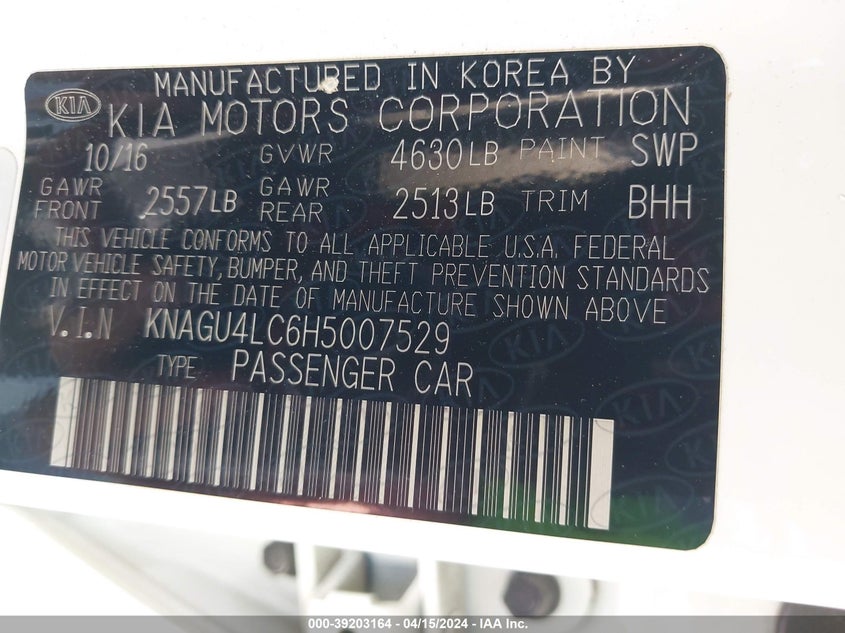 MANUFACTURED IN KOREA BY
KIA KIA MOTORS CORPORATION
10/16 GVWR 4630LB PAINT SWP
GAWR FRONT 2557LB GAWR REAR 2513LB TRIM BHH
THIS VEHICLE CONFORMS TO ALL APPLICABLE U.S.A. FEDERAL
MOTOR VEHICLE SAFETY, BUMPER, AND THEFT PREVENTION STANDARDS
IN EFFECT ON THE DATE OF MANUFACTURE SHOWN ABOVE
V.I.N KNAGU4LC6H5007529
TYPE PASSENGER CAR
000-39203164 - 04/15/2024 - IAA Inc.